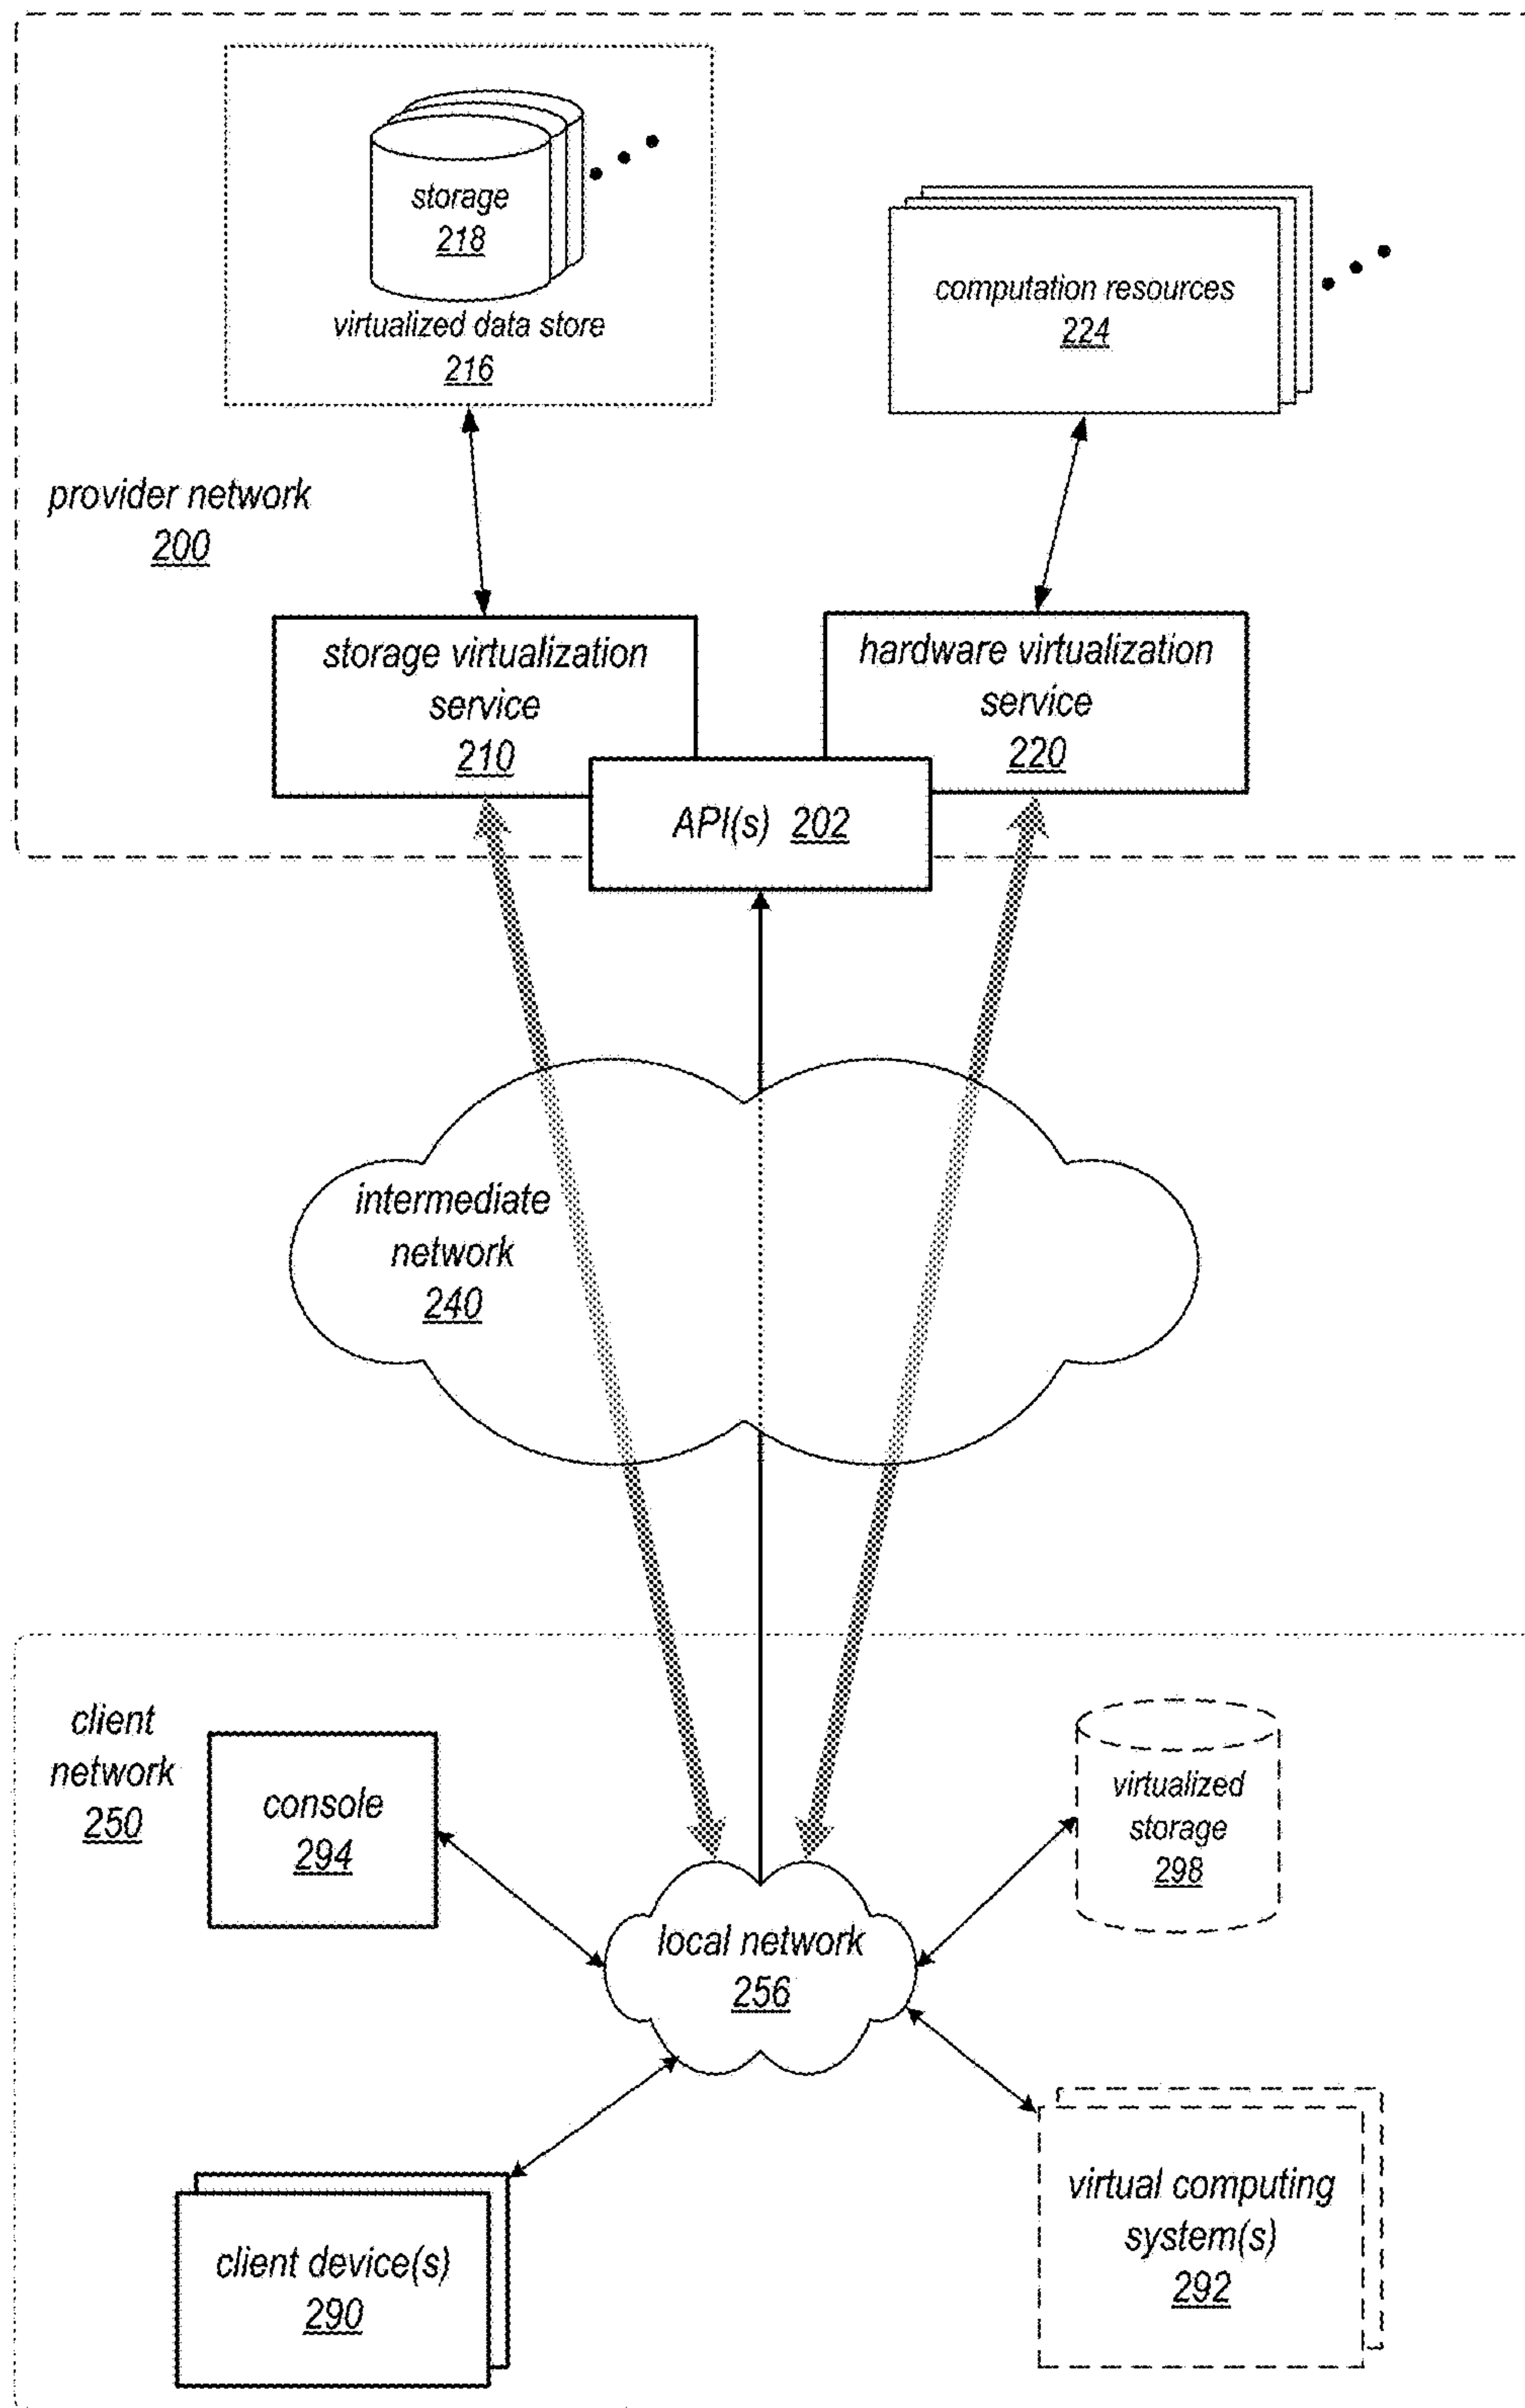 storage
218
virtualized data store
216
computation resources
224
provider network
200
storage virtualization
service
210
hardware virtualization
service
220
API(s) 202
intermediate
network
240
client
network
250
console
294
virtualized
storage
298
local network
256
client device(s)
290
virtual computing
system(s)
292